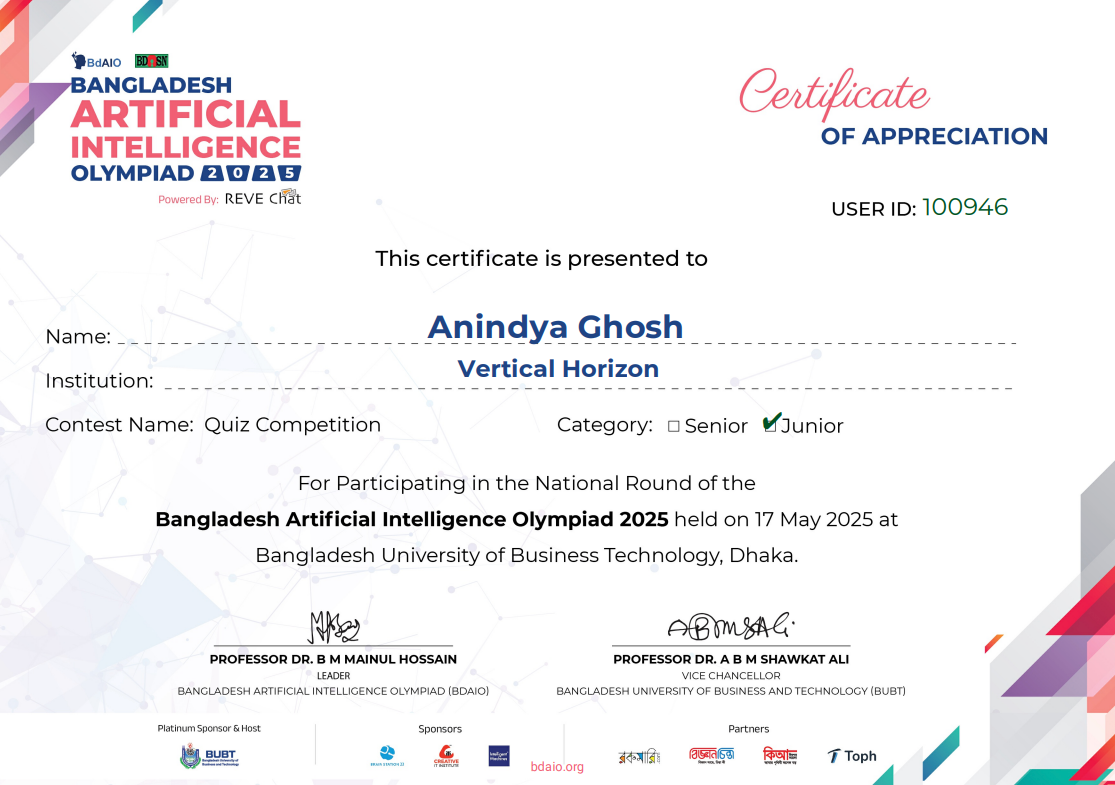 BdAIO BDOSN
BANGLADESH
ARTIFICIAL
INTELLIGENCE
OLYMPIAD 2025
Powered By: REVE Chat
Certificate
OF APPRECIATION
USER ID: 100946
This certificate is presented to
Name: Anindya Ghosh
Institution: Vertical Horizon
Contest Name: Quiz Competition Category: □ Senior ✔ Junior
For Participating in the National Round of the
Bangladesh Artificial Intelligence Olympiad 2025 held on 17 May 2025 at
Bangladesh University of Business Technology, Dhaka.
PROFESSOR DR. B M MAINUL HOSSAIN
LEADER
BANGLADESH ARTIFICIAL INTELLIGENCE OLYMPIAD (BDAIO)
PROFESSOR DR. A B M SHAWKAT ALI
VICE CHANCELLOR
BANGLADESH UNIVERSITY OF BUSINESS AND TECHNOLOGY (BUBT)
Platinum Sponsor & Host
BUBT
Bangladesh University of
Business and Technology
Sponsors
BRAIN STATION 23
CREATIVE
IT INSTITUTE
Intelligent
Machines
bdaio.org
Partners
রকমারি
বিজ্ঞানচিন্তা
কিআ
Toph